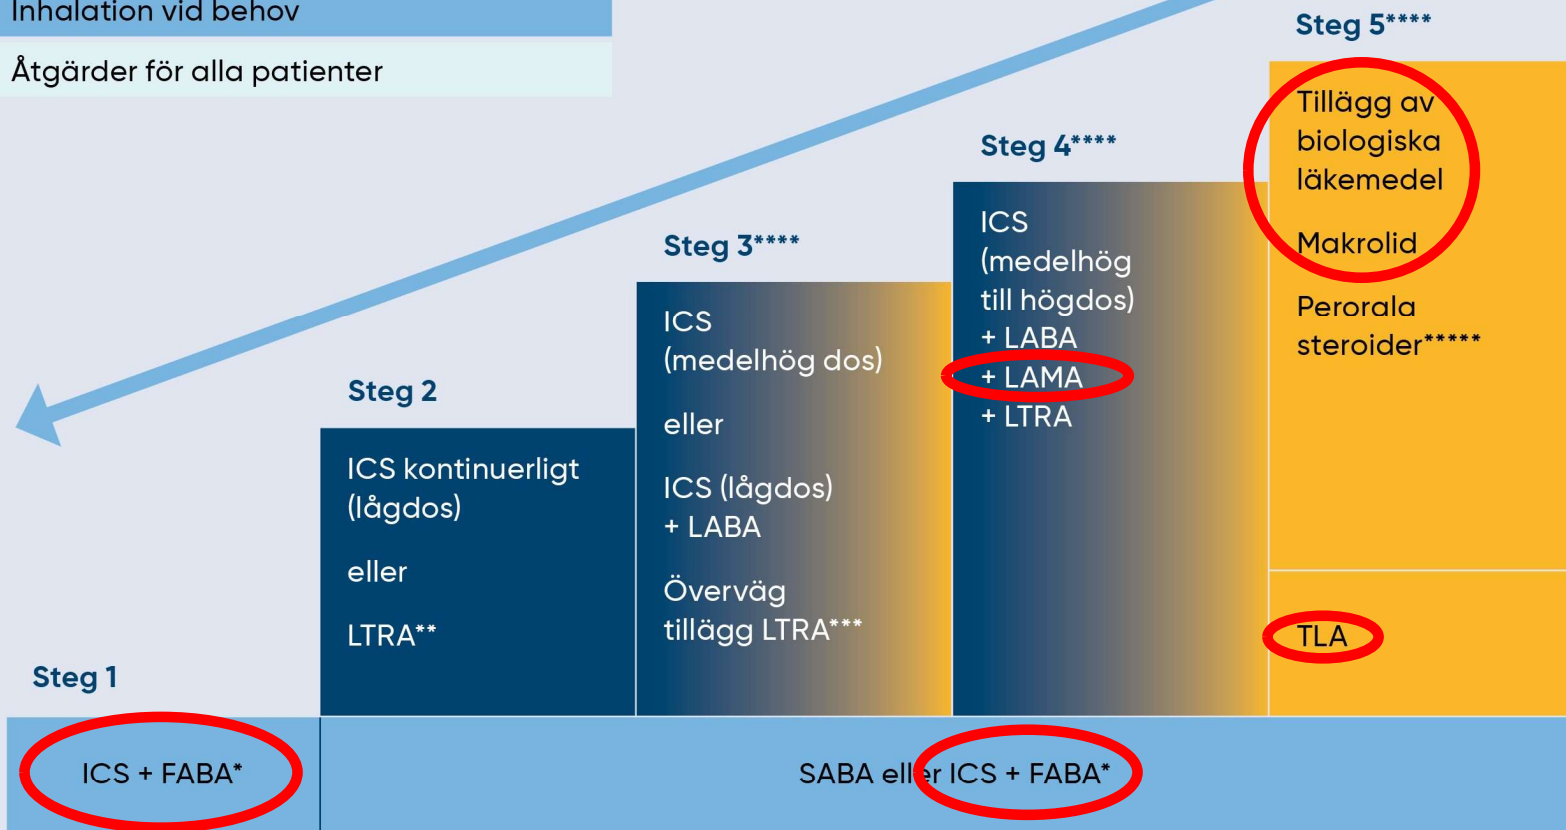 Inhalation vid behov
Åtgärder för alla patienter
Steg 1
ICS + FABA*
Steg 2
ICS kontinuerligt
(lågdos)
eller
LTRA**
Steg 3****
ICS
(medelhög dos)
eller
ICS (lågdos)
+ LABA
Överväg
tillägg LTRA***
Steg 4****
ICS
(medelhög
till högdos)
+ LABA
+ LAMA
+ LTRA
Steg 5****
Tillägg av
biologiska
läkemedel
Makrolid
Perorala
steroider*****
TLA
SABA eller ICS + FABA*